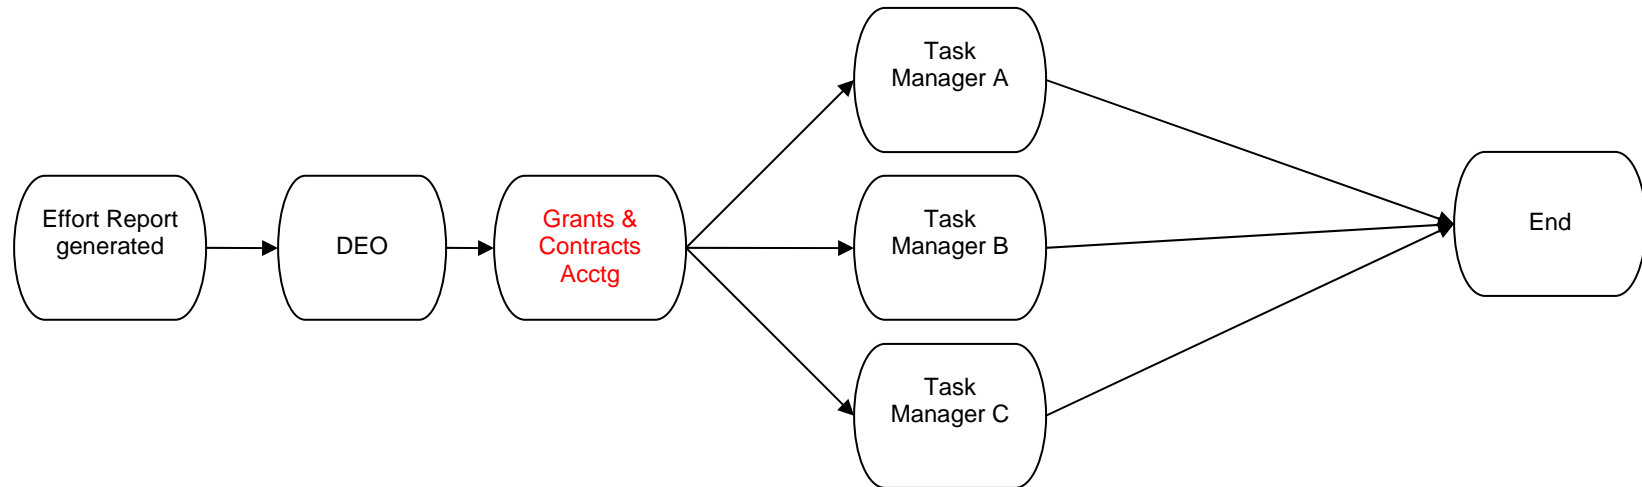 Effort Report
generated
DEO
Grants &
Contracts
Acctg
Task
Manager A
Task
Manager B
Task
Manager C
End